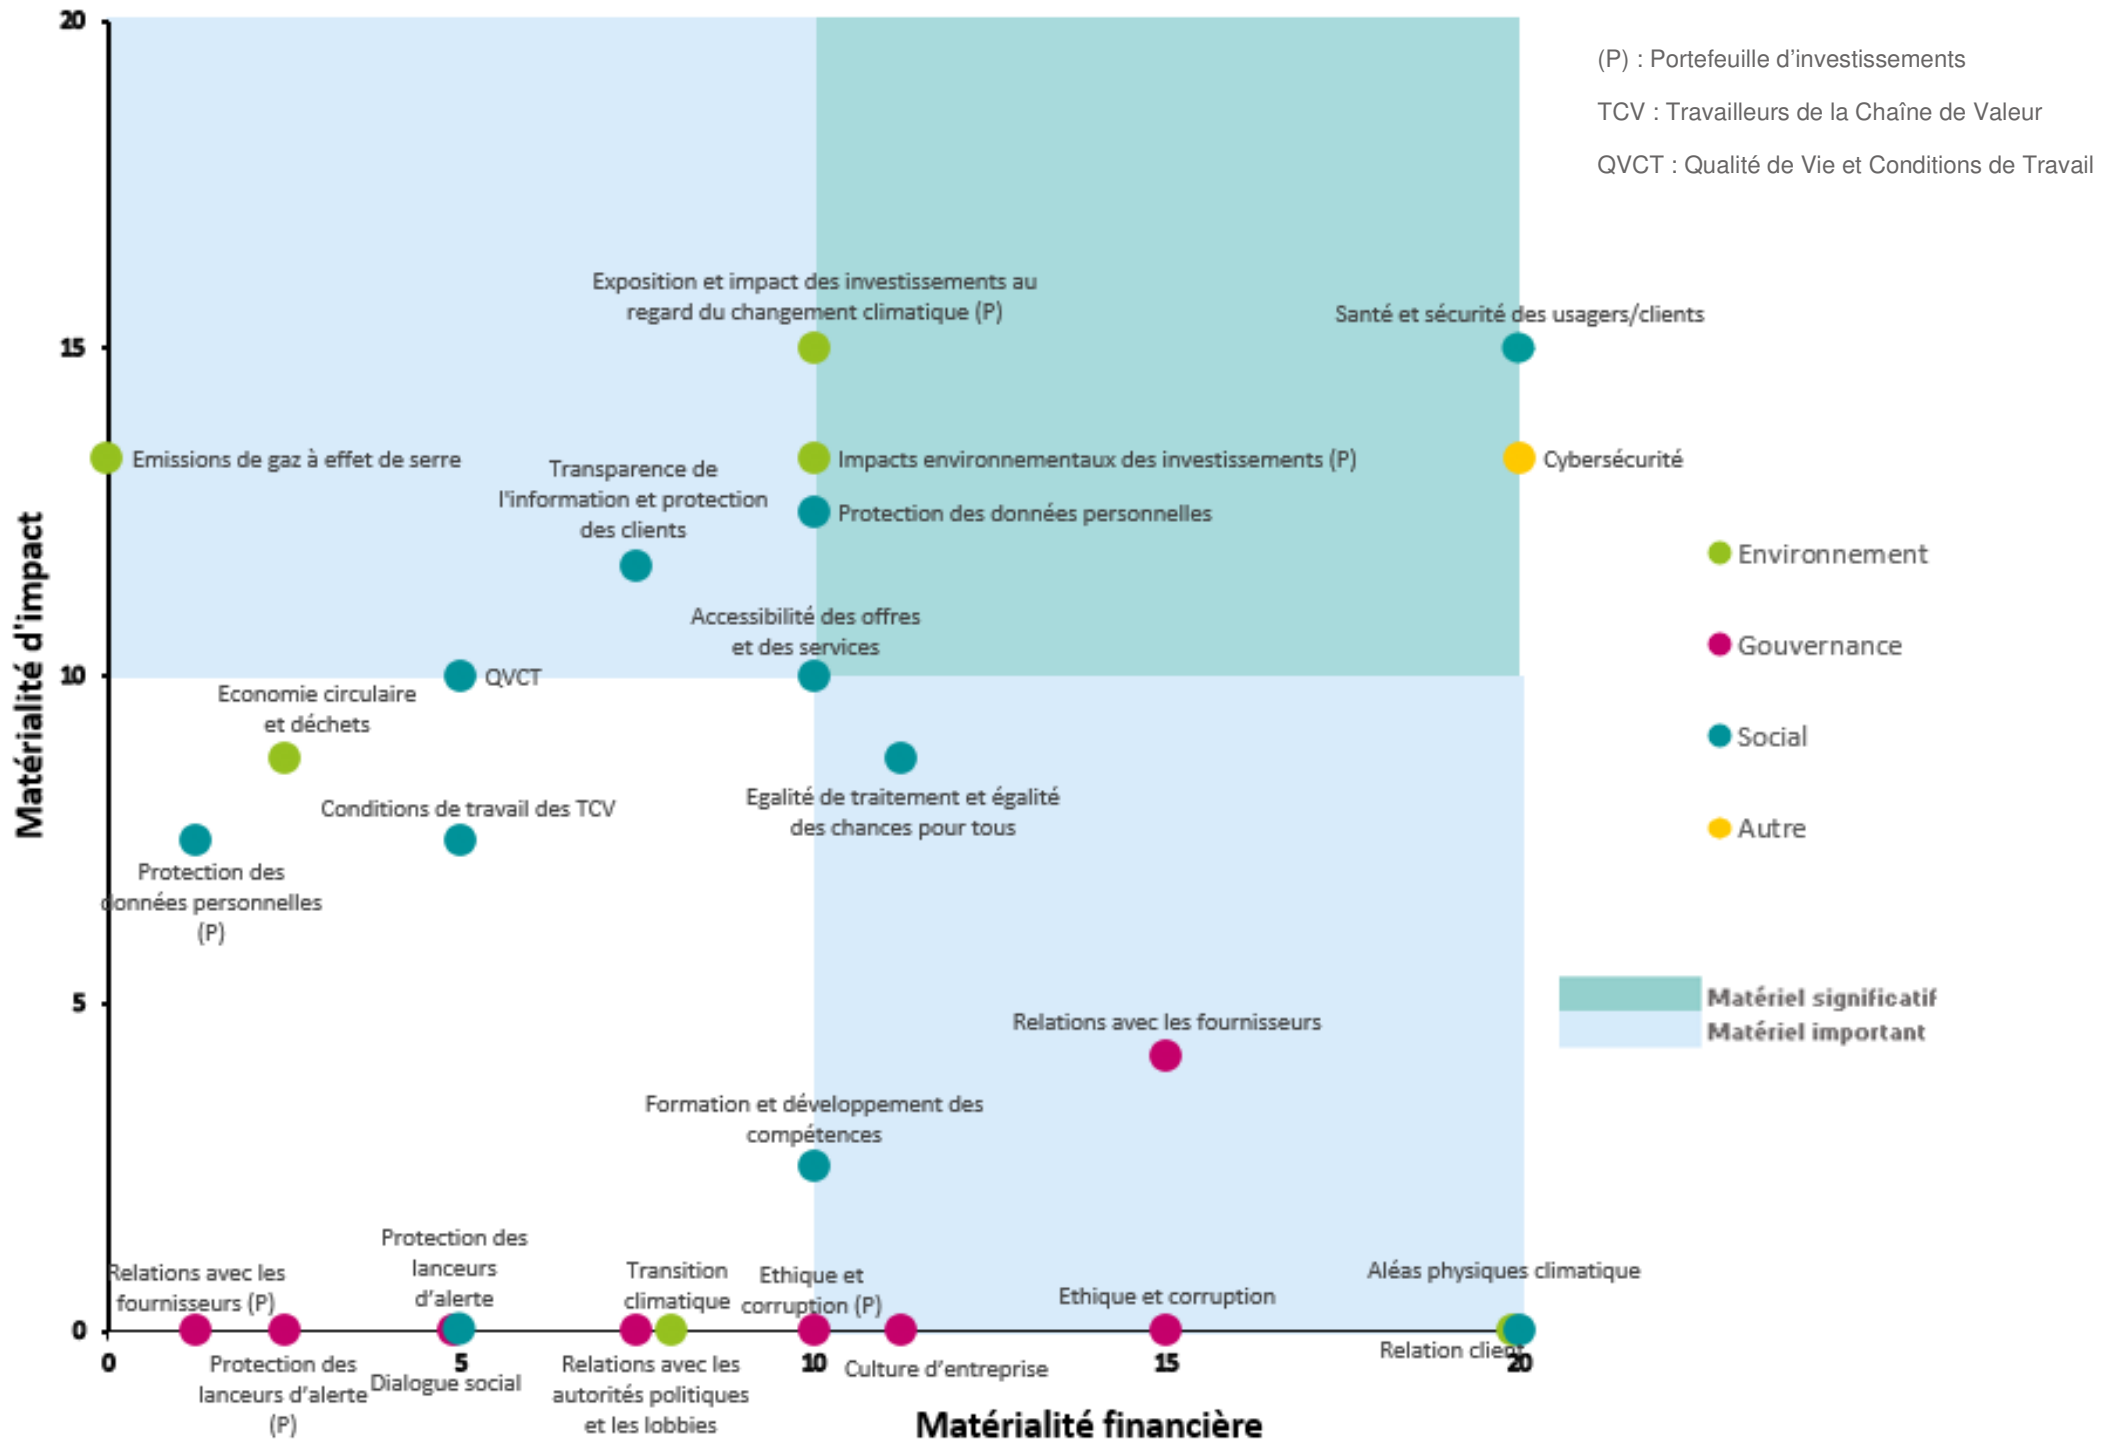 20
(P) : Portefeuille d'investissements
TCV : Travailleurs de la Chaîne de Valeur
QVCT : Qualité de Vie et Conditions de Travail
Exposition et impact des investissements au
regard du changement climatique (P)
Santé et sécurité des usagers/clients
15
Emissions de gaz à effet de serre
Transparence de
l'information et protection
des clients
Impacts environnementaux des investissements (P)
Cybersécurité
Protection des données personnelles
Matérialité d'impact
Environnement
Gouvernance
Social
Autre
Accessibilité des offres
et des services
10
QVCT
Economie circulaire
et déchets
Conditions de travail des TCV
Egalité de traitement et égalité
des chances pour tous
Protection des
données personnelles
(P)
5
Matériel significatif
Matériel important
Relations avec les fournisseurs
Formation et développement des
compétences
Relations avec les
fournisseurs (P)
Protection des
lanceurs
d'alerte
Transition
climatique
Ethique et
corruption (P)
Ethique et corruption
Aléas physiques climatique
0
0
5
10
15
20
Relation client
Protection des
lanceurs d'alerte
(P)
Dialogue social
Relations avec les
autorités politiques
et les lobbies
Culture d'entreprise
Matérialité financière